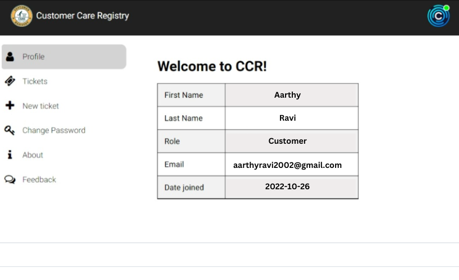 Customer Care Registry
Profile
Tickets
New ticket
Change Password
About
Feedback
Welcome to CCR!
First Name Aarthy
Last Name Ravi
Role Customer
Email aarthyravi2002@gmail.com
Date joined 2022-10-26